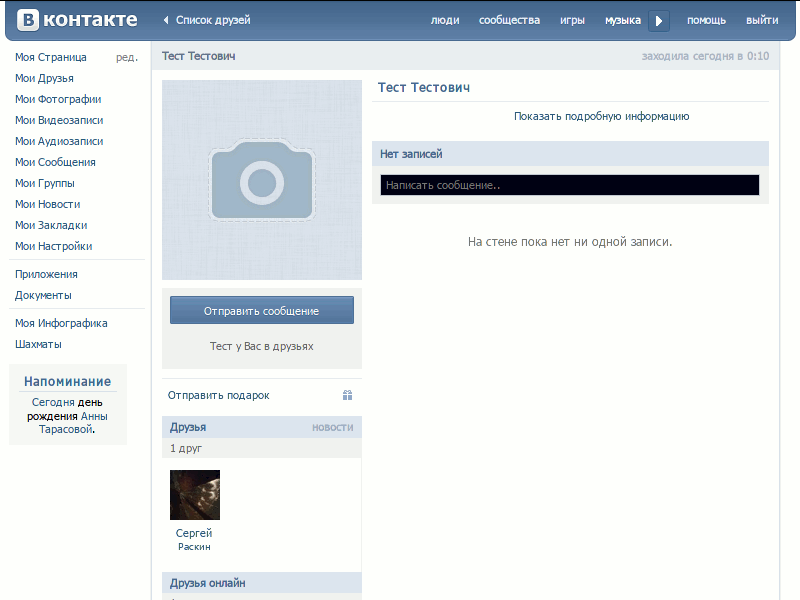 В контакте
Список друзей
люди сообщества игры музыка помощь выйти
Моя Страница ред.
Мои Друзья
Мои Фотографии
Мои Видеозаписи
Мои Аудиозаписи
Мои Сообщения
Мои Группы
Мои Новости
Мои Закладки
Мои Настройки
Приложения
Документы
Моя Инфографика
Шахматы
Напоминание
Сегодня день
рождения Анны
Тарасовой.
Тест Тестович заходила сегодня в 0:10
Отправить сообщение
Тест у Вас в друзьях
Отправить подарок
Друзья новости
1 друг
Сергей
Раскин
Друзья онлайн
Тест Тестович
Показать подробную информацию
Нет записей
Написать сообщение..
На стене пока нет ни одной записи.